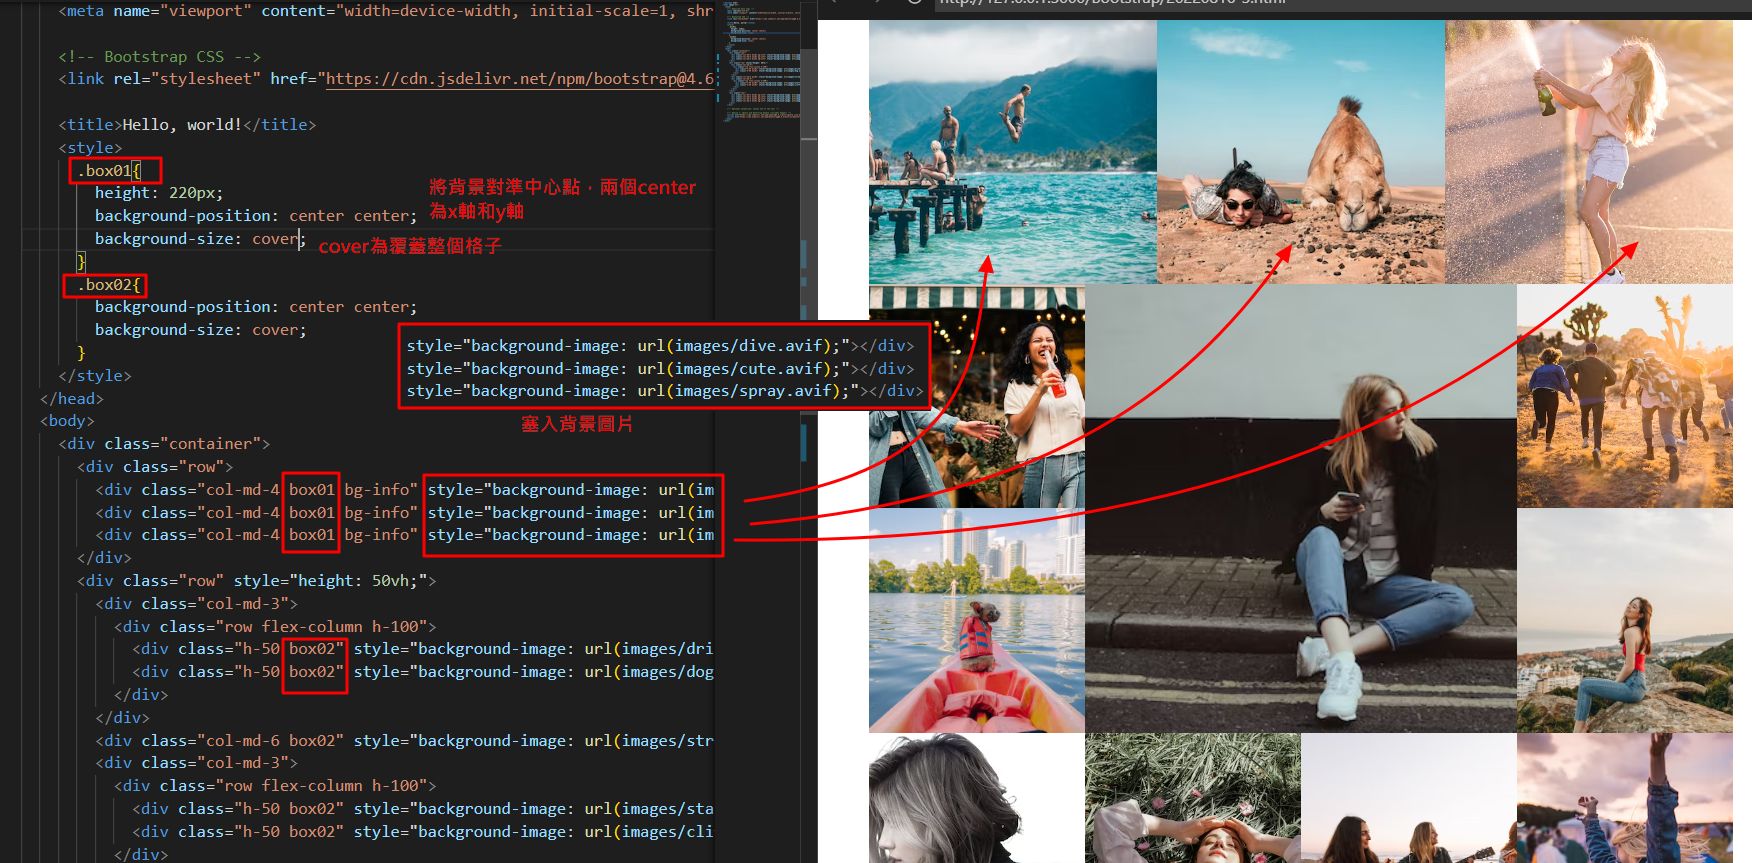 <meta name="viewport" content="width=device-width, initial-scale=1, shr
<!-- Bootstrap CSS -->
<link rel="stylesheet" href="https://cdn.jsdelivr.net/npm/bootstrap@4.6
<title>Hello, world!</title>
<style>
.box01{
height: 220px;
background-position: center center;
background-size: cover;
}
.box02{
background-position: center center;
background-size: cover;
}
</style>
</head>
<body>
<div class="container">
<div class="row">
<div class="col-md-4 box01 bg-info" style="background-image: url(im
<div class="col-md-4 box01 bg-info" style="background-image: url(im
<div class="col-md-4 box01 bg-info" style="background-image: url(im
</div>
<div class="row" style="height: 50vh;">
<div class="col-md-3">
<div class="row flex-column h-100">
<div class="h-50 box02" style="background-image: url(images/dri
<div class="h-50 box02" style="background-image: url(images/dog
</div>
</div>
<div class="col-md-6 box02" style="background-image: url(images/str
<div class="col-md-3">
<div class="row flex-column h-100">
<div class="h-50 box02" style="background-image: url(images/sta
<div class="h-50 box02" style="background-image: url(images/cli
</div>
將背景對準中心點，兩個center
為x軸和y軸
cover為覆蓋整個格子
style="background-image: url(images/dive.avif);"></div>
style="background-image: url(images/cute.avif);"></div>
style="background-image: url(images/spray.avif);"></div>
塞入背景圖片